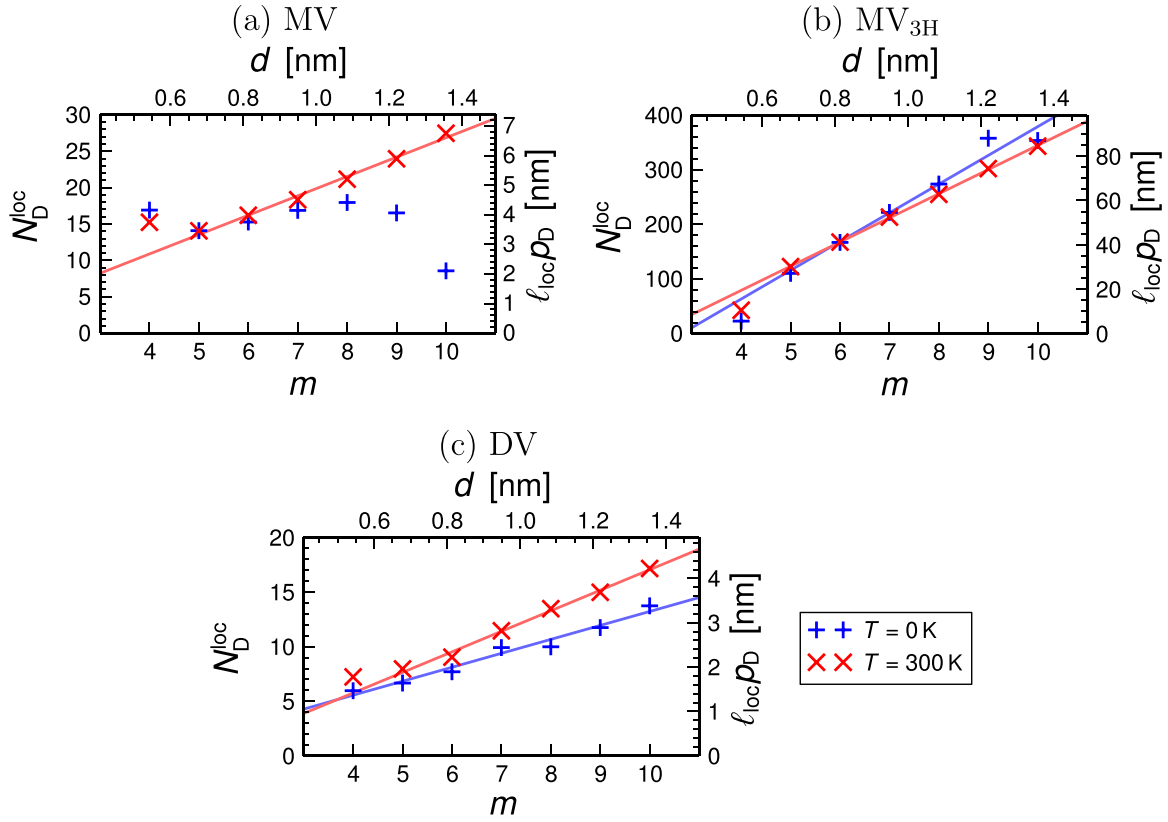 (a) MV
d [nm]
0.6 0.8 1.0 1.2 1.4
30
25
20
15
10
5
0
N_D^loc
7
6
5
4
3
2
1
0
ℓ_loc p_D [nm]
4 5 6 7 8 9 10
m
(b) MV_3H
d [nm]
0.6 0.8 1.0 1.2 1.4
400
300
200
100
0
N_D^loc
80
60
40
20
0
ℓ_loc p_D [nm]
4 5 6 7 8 9 10
m
(c) DV
d [nm]
0.6 0.8 1.0 1.2 1.4
20
15
10
5
0
N_D^loc
4
3
2
1
0
ℓ_loc p_D [nm]
4 5 6 7 8 9 10
m
T = 0 K
T = 300 K